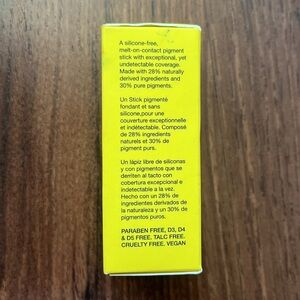 A silicone-free,
melt-on-contact pigment
stick with exceptional, yet
undetectable coverage.
Made with 28% naturally
derived ingredients and
30% pure pigments.
Un Stick pigmenté
fondant et sans
silicone,pour une
couverture exceptionnelle
et indétectable. Composé
de 28% ingredients
naturels et 30% de
pigment purs.
Un lápiz libre de siliconas
y con pigmentos que se
derriten al tacto con
cobertura excepcional e
indetectable a la vez.
Hecho con un 28% de
ingredientes derivados de
la naturaleza y un 30% de
pigmentos puros.
PARABEN FREE, D3, D4
& D5 FREE. TALC FREE.
CRUELTY FREE. VEGAN